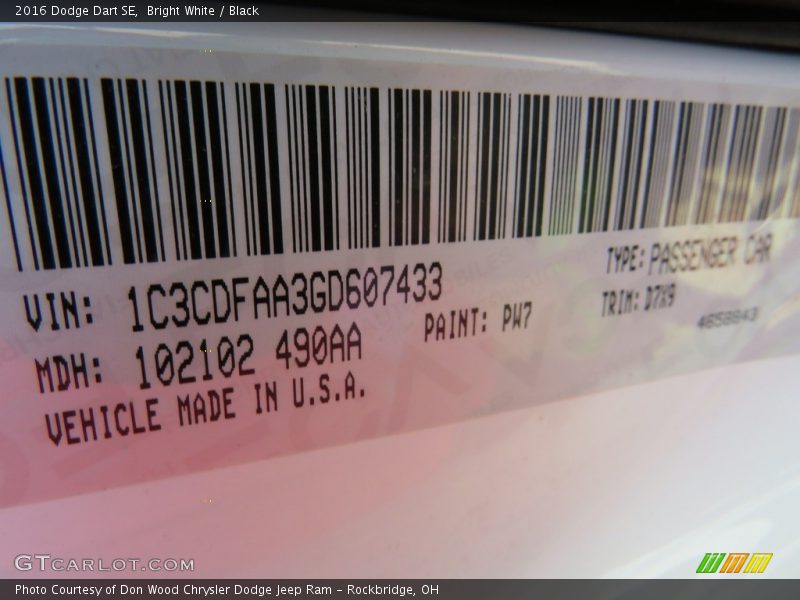 2016 Dodge Dart SE,  Bright White / Black
VIN: 1C3CDFAA3GD607433
TYPE: PASSENGER CAR
MDH: 102102 490AA
PAINT: PW7
TRIM: D7X9
4658843
VEHICLE MADE IN U.S.A.
GTCARLOT.COM
Photo Courtesy of Don Wood Chrysler Dodge Jeep Ram – Rockbridge, OH